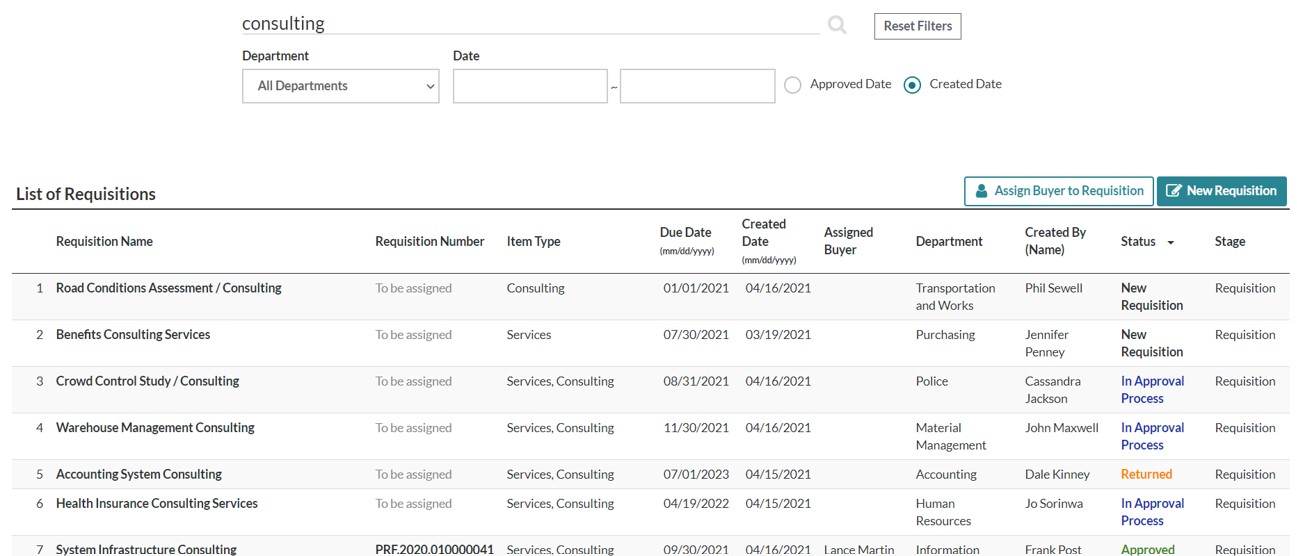 consulting
Reset Filters
Department Date
All Departments ~ Approved Date Created Date
List of Requisitions Assign Buyer to Requisition New Requisition
Requisition Name Requisition Number Item Type Due Date (mm/dd/yyyy) Created Date (mm/dd/yyyy) Assigned Buyer Department Created By (Name) Status Stage
1 Road Conditions Assessment / Consulting To be assigned Consulting 01/01/2021 04/16/2021 Transportation and Works Phil Sewell New Requisition Requisition
2 Benefits Consulting Services To be assigned Services 07/30/2021 03/19/2021 Purchasing Jennifer Penney New Requisition Requisition
3 Crowd Control Study / Consulting To be assigned Services, Consulting 08/31/2021 04/16/2021 Police Cassandra Jackson In Approval Process Requisition
4 Warehouse Management Consulting To be assigned Services, Consulting 11/30/2021 04/16/2021 Material Management John Maxwell In Approval Process Requisition
5 Accounting System Consulting To be assigned Services, Consulting 07/01/2023 04/15/2021 Accounting Dale Kinney Returned Requisition
6 Health Insurance Consulting Services To be assigned Services, Consulting 04/19/2022 04/15/2021 Human Resources Jo Sorinwa In Approval Process Requisition
7 System Infrastructure Consulting PRF.2020.010000041 Services, Consulting 09/30/2021 04/16/2021 Lance Martin Information Frank Post Approved Requisition